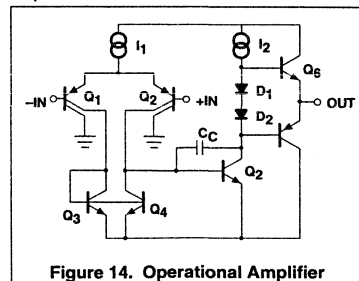 I1
I2
Q6
–IN
Q1
Q2
+IN
D1
D2
OUT
CC
Q2
Q3
Q4
Figure 14. Operational Amplifier